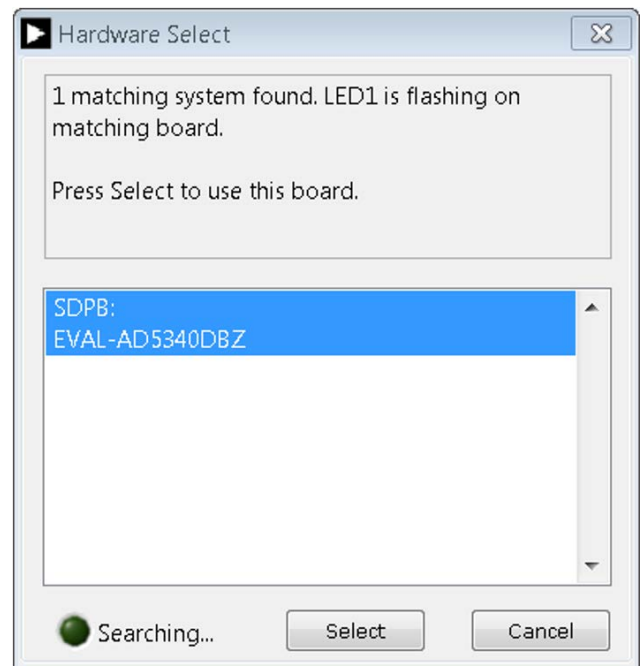 Hardware Select
1 matching system found. LED1 is flashing on
matching board.
Press Select to use this board.
SDPB:
EVAL-AD5340DBZ
Searching...
Select
Cancel